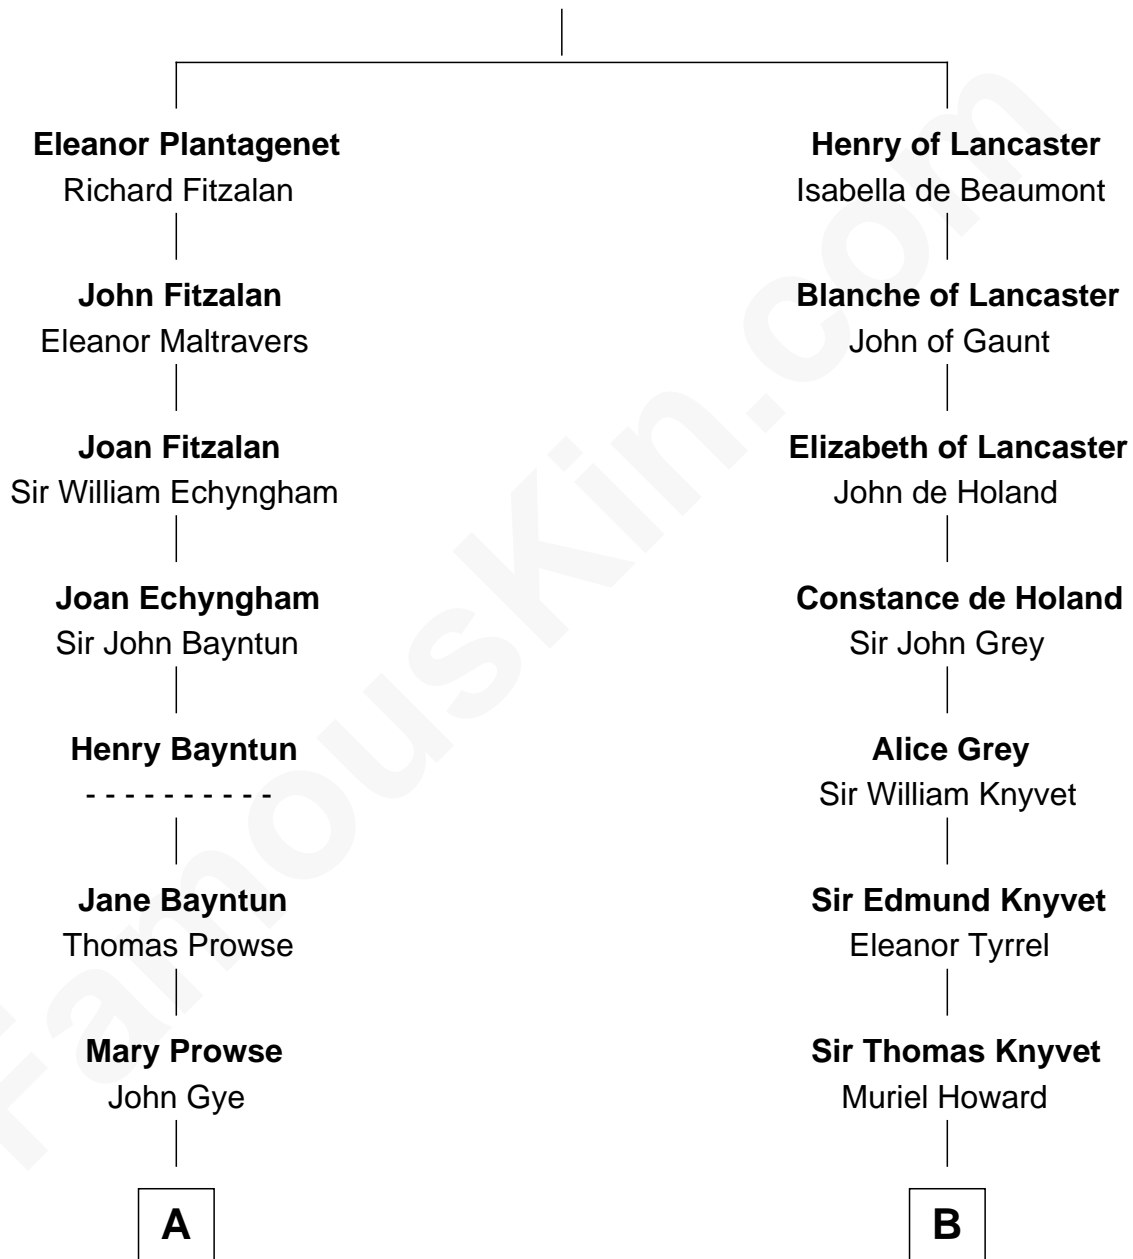 Eleanor Plantagenet
Richard Fitzalan
John Fitzalan
Eleanor Maltravers
Joan Fitzalan
Sir William Echyngham
Joan Echyngham
Sir John Bayntun
Henry Bayntun
- - - - - - - - - -
Jane Bayntun
Thomas Prowse
Mary Prowse
John Gye
A
Henry of Lancaster
Isabella de Beaumont
Blanche of Lancaster
John of Gaunt
Elizabeth of Lancaster
John de Holand
Constance de Holand
Sir John Grey
Alice Grey
Sir William Knyvet
Sir Edmund Knyvet
Eleanor Tyrrel
Sir Thomas Knyvet
Muriel Howard
B
FamousKin.com